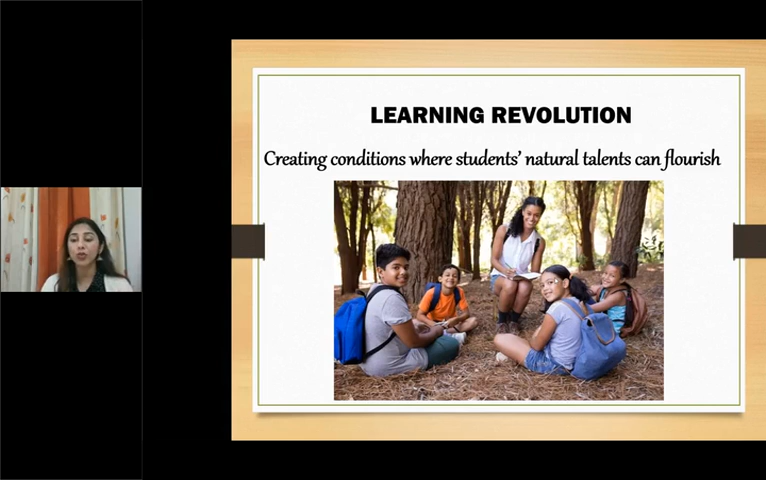 LEARNING REVOLUTION
Creating conditions where students' natural talents can flourish